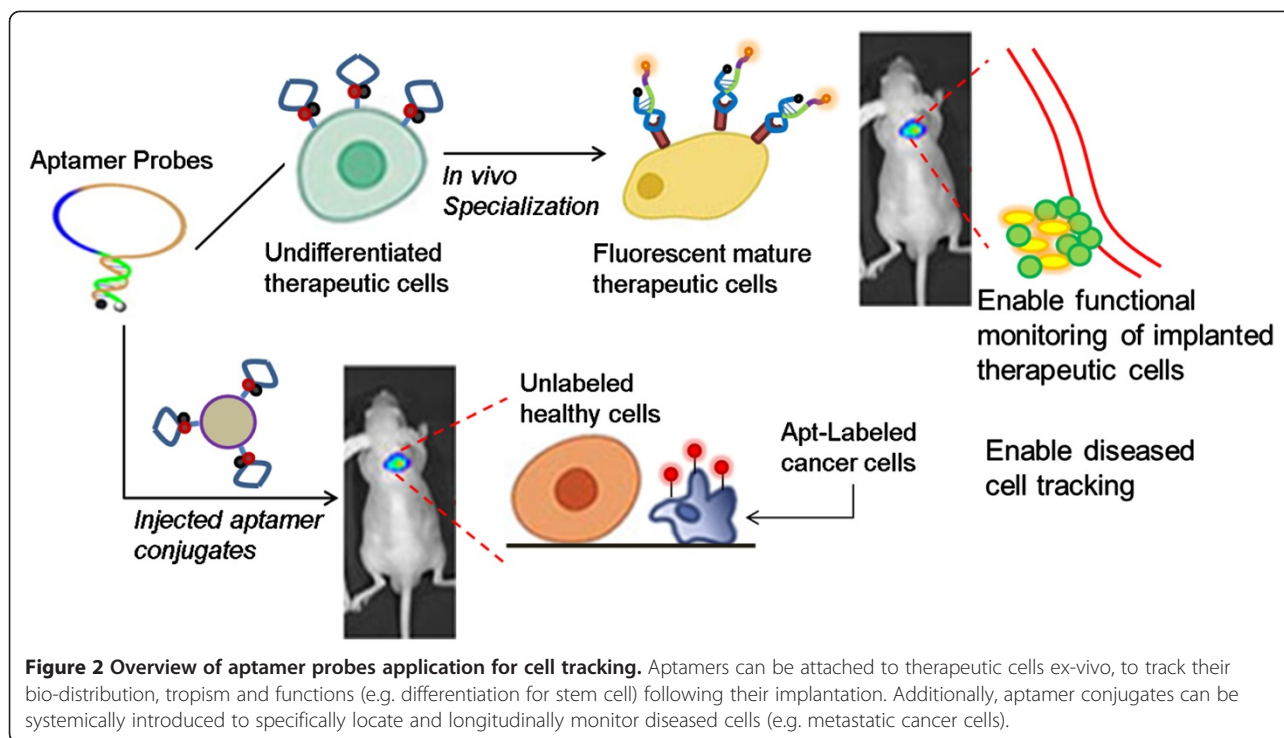 Aptamer Probes
Undifferentiated
therapeutic cells
In vivo
Specialization
Fluorescent mature
therapeutic cells
Enable functional
monitoring of implanted
therapeutic cells
Injected aptamer
conjugates
Unlabeled
healthy cells
Apt-Labeled
cancer cells
Enable diseased
cell tracking
Figure 2 Overview of aptamer probes application for cell tracking. Aptamers can be attached to therapeutic cells ex-vivo, to track their
bio-distribution, tropism and functions (e.g. differentiation for stem cell) following their implantation. Additionally, aptamer conjugates can be
systemically introduced to specifically locate and longitudinally monitor diseased cells (e.g. metastatic cancer cells).